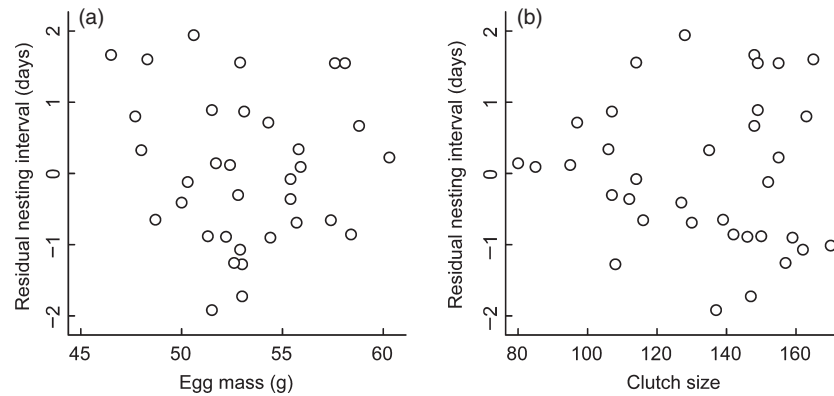 (a)
Residual nesting interval (days)
2
1
0
−1
−2
45 50 55 60
Egg mass (g)
(b)
Residual nesting interval (days)
2
1
0
−1
−2
80 100 120 140 160
Clutch size